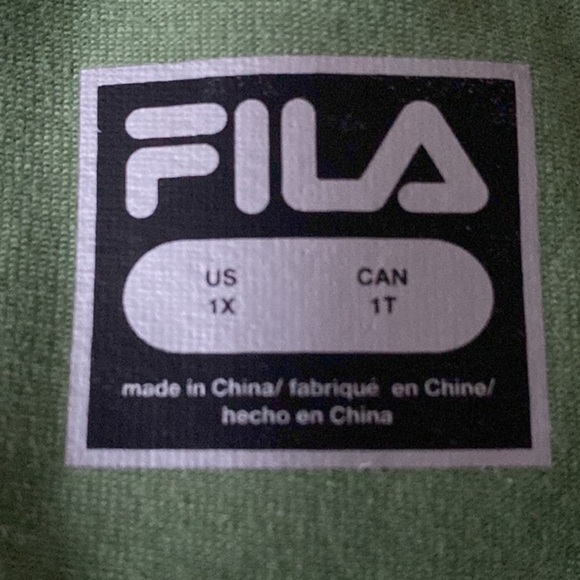 FILA
US CAN
1X 1T
made in China/ fabriqué en Chine/
hecho en China